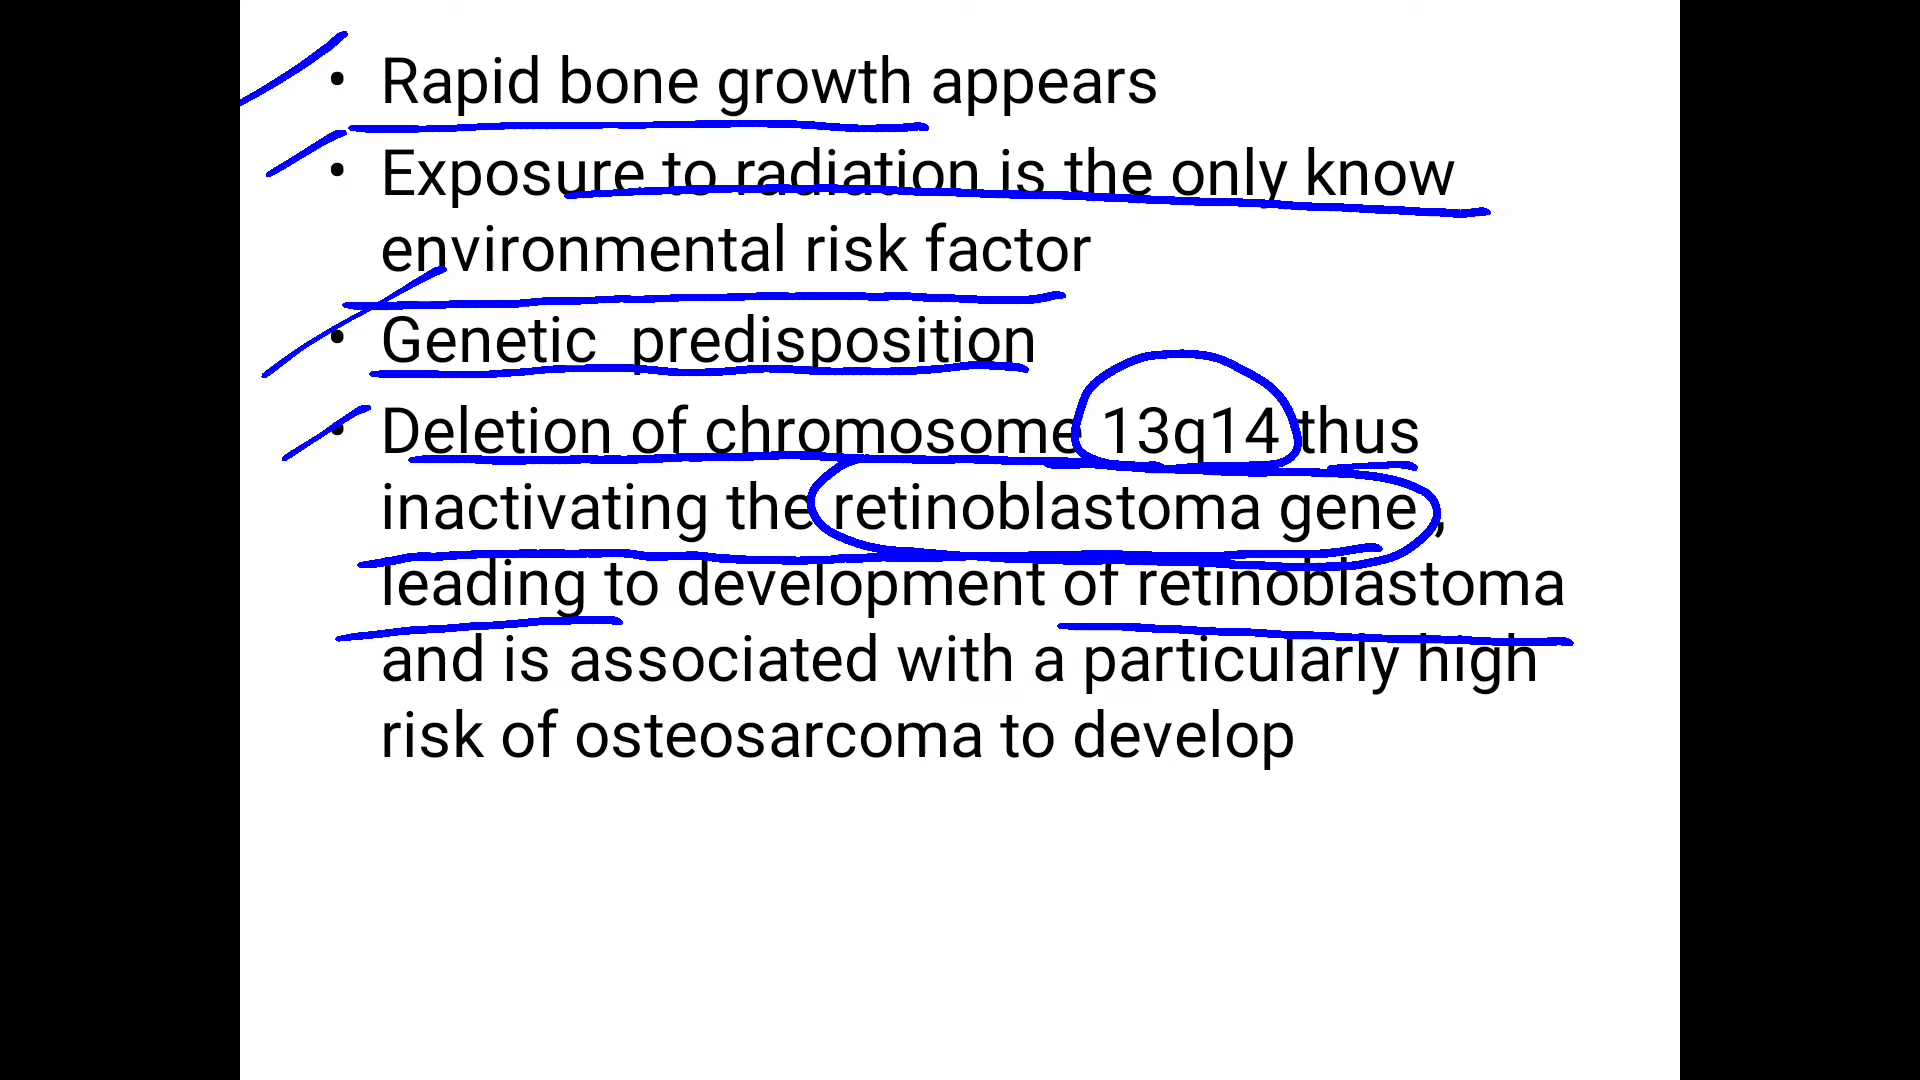 • Rapid bone growth appears
• Exposure to radiation is the only know
environmental risk factor
• Genetic predisposition
• Deletion of chromosome 13q14 thus
inactivating the retinoblastoma gene ,
leading to development of retinoblastoma
and is associated with a particularly high
risk of osteosarcoma to develop